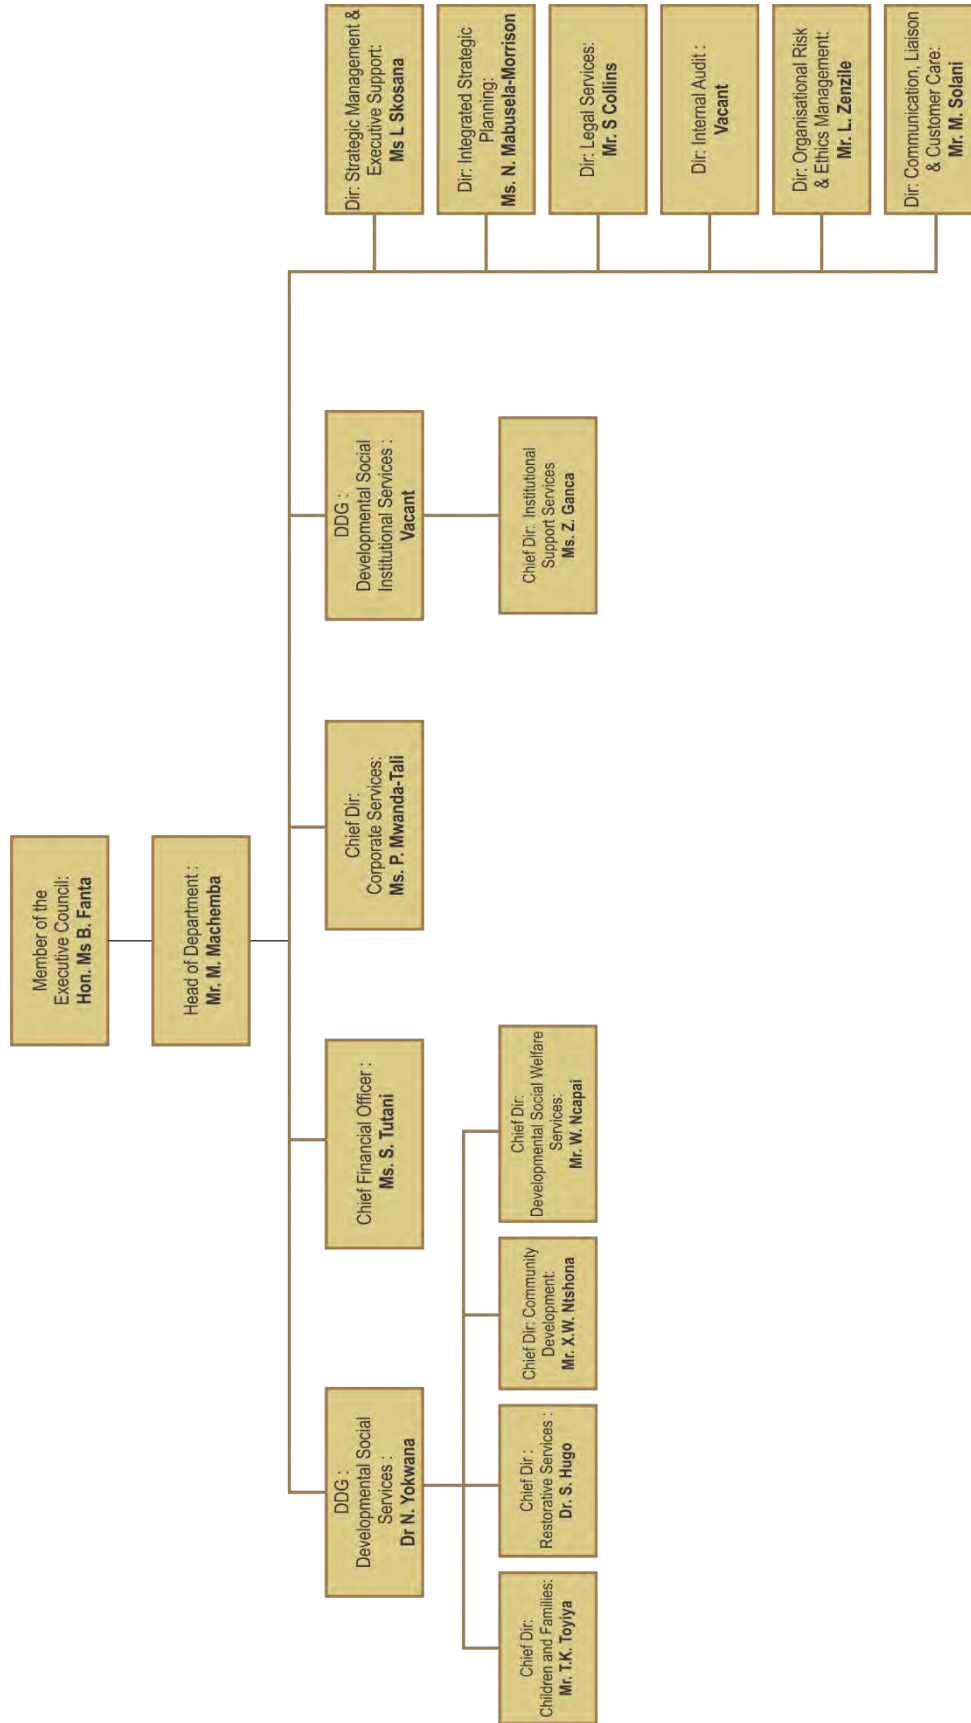 Member of the
Executive Council:
Hon. Ms B. Fanta
Head of Department :
Mr. M. Machemba
DDG :
Developmental Social
Services :
Dr N. Yokwana
Chief Financial Officer :
Ms. S. Tutani
Chief Dir:
Corporate Services:
Ms. P. Mwanda-Tali
DDG :
Developmental Social
Institutional Services :
Vacant
Chief Dir:
Children and Families:
Mr. T.K. Toyiya
Chief Dir :
Restorative Services :
Dr. S. Hugo
Chief Dir: Community
Development:
Mr. X.W. Ntshona
Chief Dir:
Developmental Social Welfare
Services:
Mr. W. Ncapai
Chief Dir: Institutional
Support Services
Ms. Z. Ganca
Dir: Strategic Management &
Executive Support:
Ms L Skosana
Dir: Integrated Strategic
Planning:
Ms. N. Mabusela-Morrison
Dir: Legal Services:
Mr. S Collins
Dir: Internal Audit :
Vacant
Dir: Organisational Risk
& Ethics Management:
Mr. L. Zenzile
Dir: Communication, Liaison
& Customer Care:
Mr. M. Solani